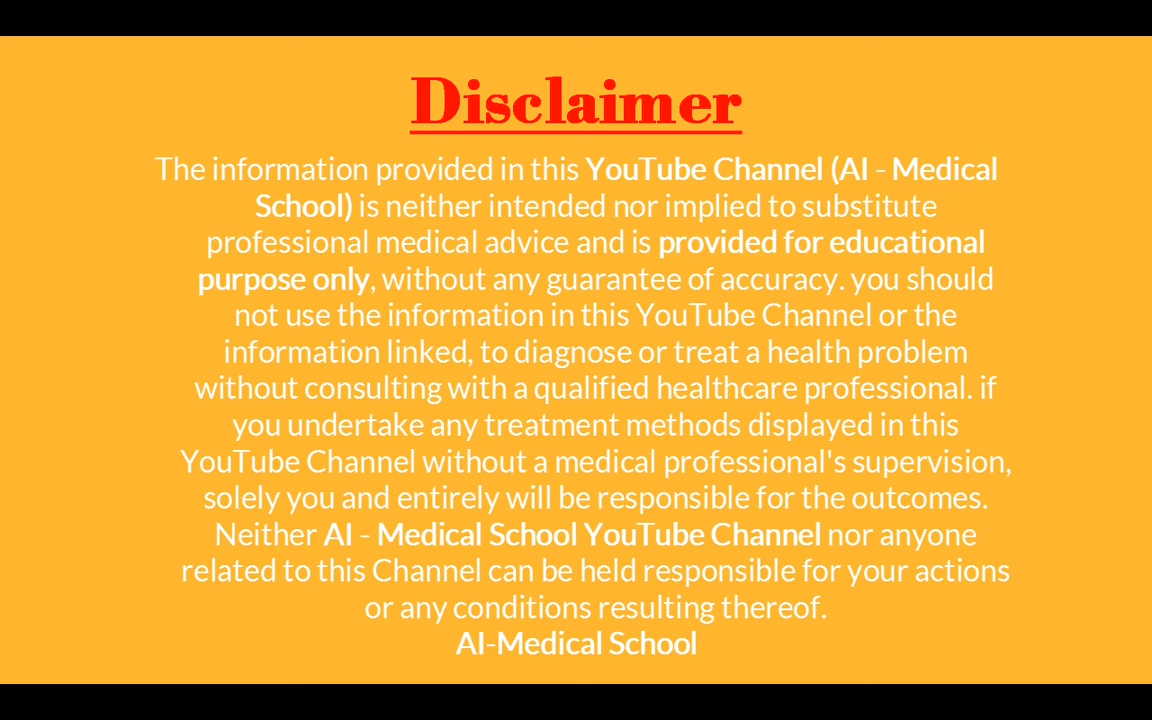 Disclaimer
The information provided in this YouTube Channel (AI - Medical
School) is neither intended nor implied to substitute
professional medical advice and is provided for educational
purpose only, without any guarantee of accuracy. you should
not use the information in this YouTube Channel or the
information linked, to diagnose or treat a health problem
without consulting with a qualified healthcare professional. if
you undertake any treatment methods displayed in this
YouTube Channel without a medical professional's supervision,
solely you and entirely will be responsible for the outcomes.
Neither AI - Medical School YouTube Channel nor anyone
related to this Channel can be held responsible for your actions
or any conditions resulting thereof.
AI-Medical School